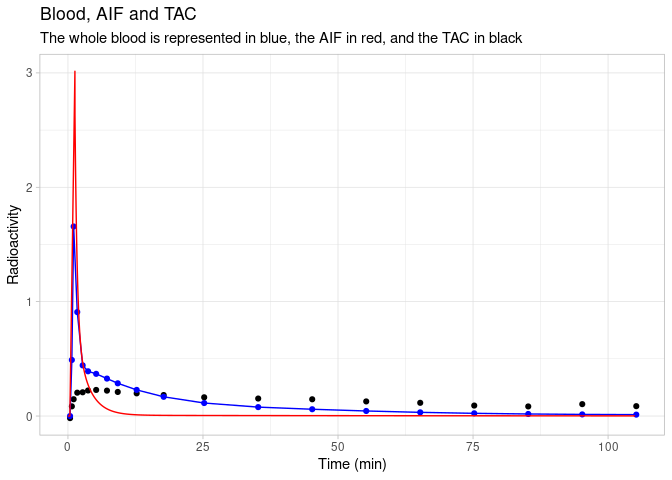 Blood, AIF and TAC
The whole blood is represented in blue, the AIF in red, and the TAC in black
3
2
1
0
Radioactivity
0 25 50 75 100
Time (min)